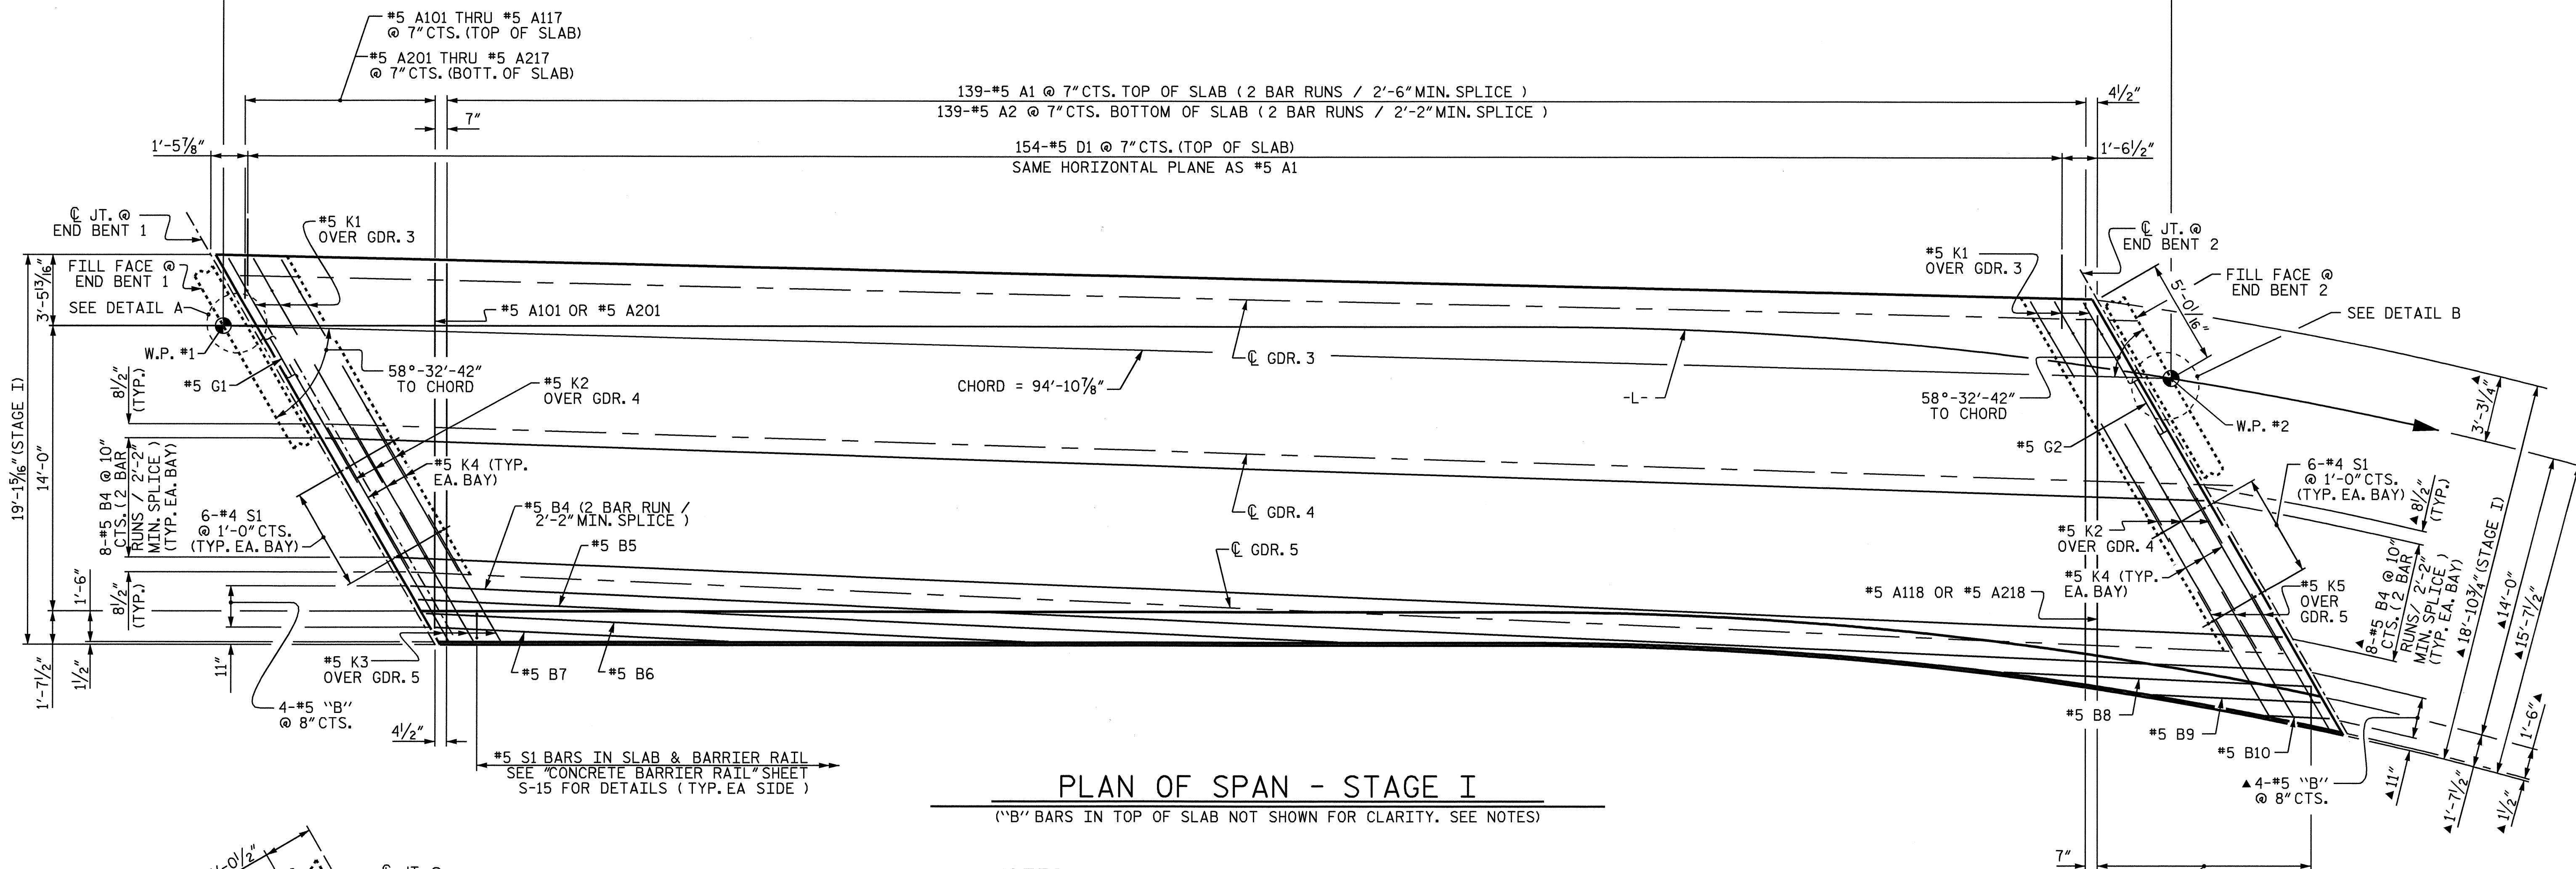 #5 A101 THRU #5 A117
@ 7" CTS. (TOP OF SLAB)
#5 A201 THRU #5 A217
@ 7" CTS. (BOTT. OF SLAB)
139-#5 A1 @ 7" CTS. TOP OF SLAB ( 2 BAR RUNS / 2'-6" MIN. SPLICE )
139-#5 A2 @ 7" CTS. BOTTOM OF SLAB ( 2 BAR RUNS / 2'-2" MIN. SPLICE )
4½"
7"
1'-5⅞"
154-#5 D1 @ 7" CTS. (TOP OF SLAB)
SAME HORIZONTAL PLANE AS #5 A1
1'-6½"
℄ JT. @
END BENT 1
#5 K1
OVER GDR. 3
FILL FACE @
END BENT 1
SEE DETAIL A
W.P. #1
#5 G1
3'-5¹³⁄₁₆"
14'-0"
19'-1¹⁵⁄₁₆" (STAGE I)
8½"
(TYP.)
#5 A101 OR #5 A201
58°-32'-42"
TO CHORD
#5 K2
OVER GDR. 4
#5 K4 (TYP.
EA. BAY)
8-#5 B4 @ 10"
CTS. (2 BAR
RUNS / 2'-2"
MIN. SPLICE )
(TYP. EA. BAY)
6-#4 S1
@ 1'-0" CTS.
(TYP. EA. BAY)
#5 B4 (2 BAR RUN /
2'-2" MIN. SPLICE )
#5 B5
1'-6"
8½"
(TYP.)
1'-7½"
1½"
11"
#5 K3
OVER GDR. 5
#5 B7
#5 B6
4-#5 "B"
@ 8" CTS.
4½"
#5 S1 BARS IN SLAB & BARRIER RAIL
SEE "CONCRETE BARRIER RAIL" SHEET
S-15 FOR DETAILS ( TYP. EA SIDE )
CHORD = 94'-10⅞"
℄ GDR. 3
℄ GDR. 4
℄ GDR. 5
-L-
#5 K1
OVER GDR. 3
℄ JT. @
END BENT 2
FILL FACE @
END BENT 2
5'-0¹⁄₁₆"
SEE DETAIL B
58°-32'-42"
TO CHORD
W.P. #2
#5 G2
▲3'-3¼"
6-#4 S1
@ 1'-0" CTS.
(TYP. EA. BAY)
▲8½"
(TYP.)
#5 K2
OVER GDR. 4
#5 K4 (TYP.
EA. BAY)
#5 A118 OR #5 A218
#5 K5
OVER
GDR. 5
▲8-#5 B4 @ 10"
CTS. (2 BAR
RUNS / 2'-2"
MIN. SPLICE )
(TYP. EA. BAY)
▲18'-10¾" (STAGE I)
▲14'-0"
▲15'-7½"
#5 B8
#5 B9
#5 B10
▲4-#5 "B"
@ 8" CTS.
▲11"
▲1'-7½"
▲1½"
1'-6"▲
PLAN OF SPAN - STAGE I
("B" BARS IN TOP OF SLAB NOT SHOWN FOR CLARITY. SEE NOTES)
7"